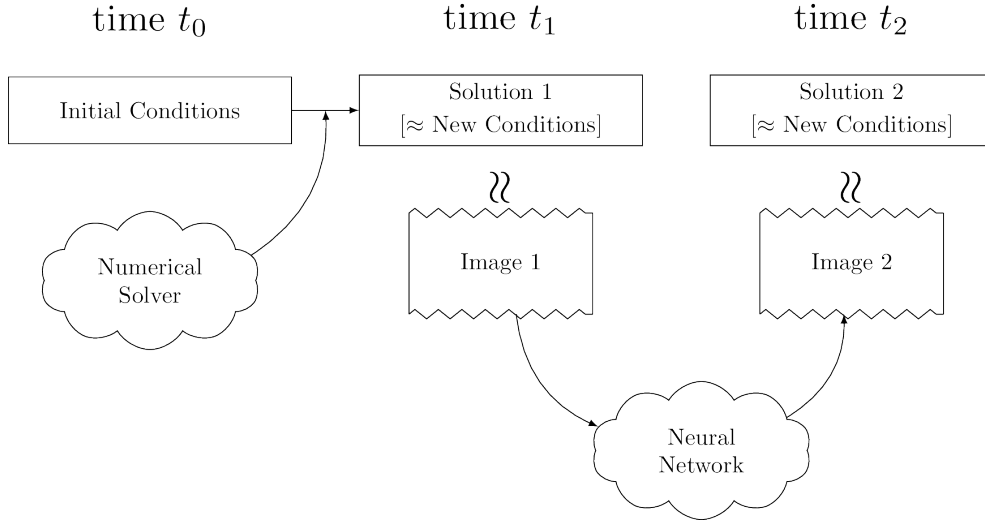 time t₀
time t₁
time t₂
Initial Conditions
Solution 1
[≈ New Conditions]
Solution 2
[≈ New Conditions]
≈
≈
Numerical
Solver
Image 1
Image 2
Neural
Network